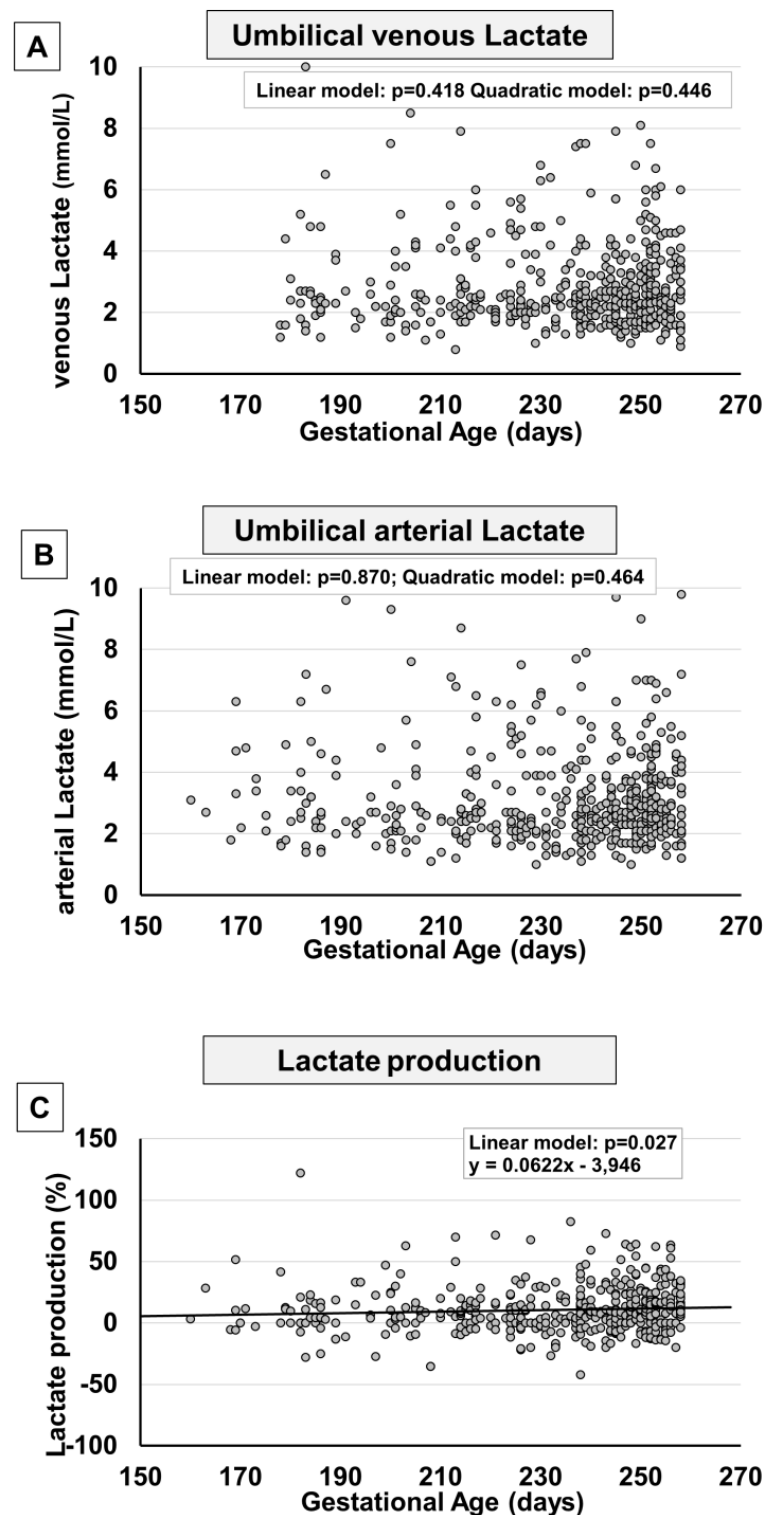 A
Umbilical venous Lactate
Linear model: p=0.418 Quadratic model: p=0.446
venous Lactate (mmol/L)
10
8
6
4
2
0
150 170 190 210 230 250 270
Gestational Age (days)
B
Umbilical arterial Lactate
Linear model: p=0.870; Quadratic model: p=0.464
arterial Lactate (mmol/L)
10
8
6
4
2
0
150 170 190 210 230 250 270
Gestational Age (days)
Lactate production
C
Linear model: p=0.027
y = 0.0622x - 3,946
Lactate production (%)
150
100
50
0
-50
-100
150 170 190 210 230 250 270
Gestational Age (days)